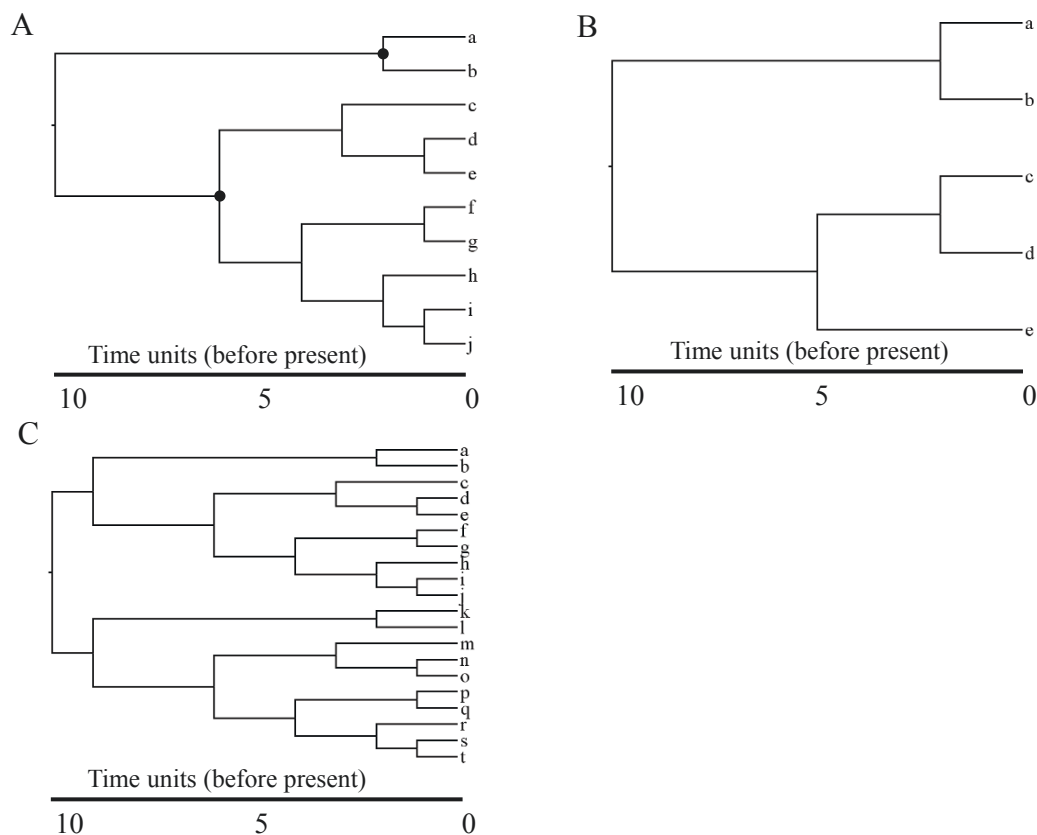 A
a
b
c
d
e
f
g
h
i
j
Time units (before present)
10 5 0
B
a
b
c
d
e
Time units (before present)
10 5 0
C
a
b
c
d
e
f
g
h
i
j
k
l
m
n
o
p
q
r
s
t
Time units (before present)
10 5 0